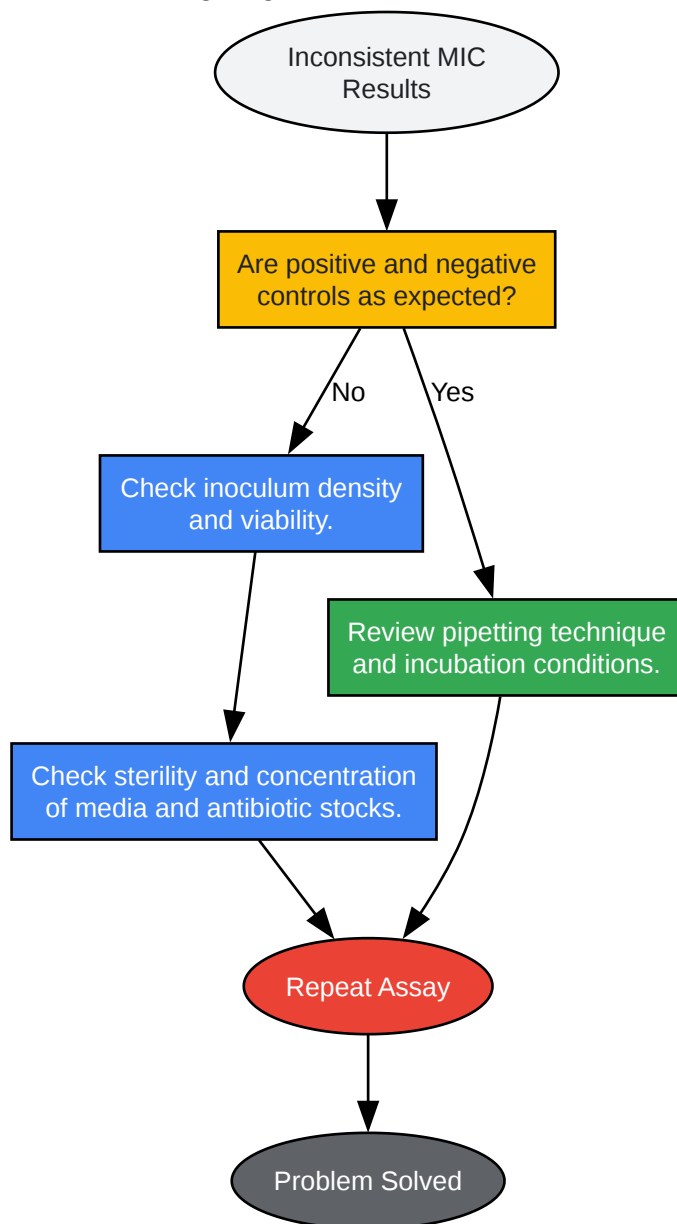 Inconsistent MIC
Results
Are positive and negative
controls as expected?
No
Yes
Check inoculum density
and viability.
Review pipetting technique
and incubation conditions.
Check sterility and concentration
of media and antibiotic stocks.
Repeat Assay
Problem Solved